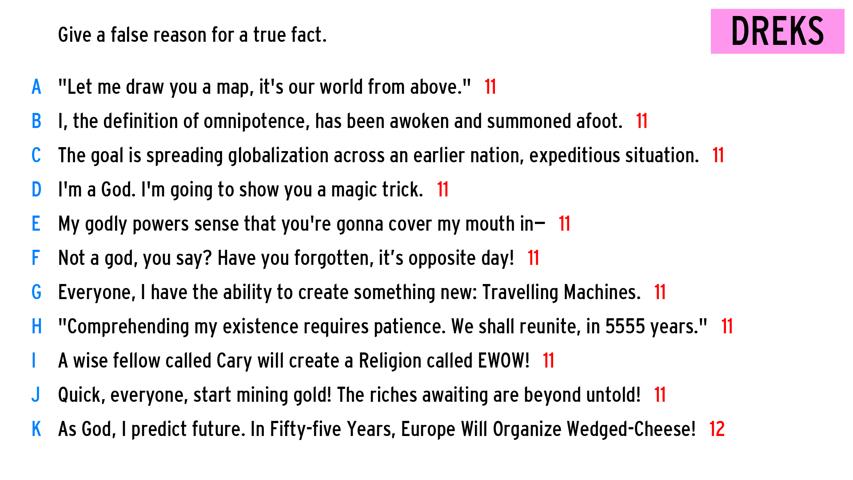 Give a false reason for a true fact.
DREKS
A "Let me draw you a map, it's our world from above." 11
B I, the definition of omnipotence, has been awoken and summoned afoot. 11
C The goal is spreading globalization across an earlier nation, expeditious situation. 11
D I'm a God. I'm going to show you a magic trick. 11
E My godly powers sense that you're gonna cover my mouth in— 11
F Not a god, you say? Have you forgotten, it’s opposite day! 11
G Everyone, I have the ability to create something new: Travelling Machines. 11
H "Comprehending my existence requires patience. We shall reunite, in 5555 years." 11
I A wise fellow called Cary will create a Religion called EWOW! 11
J Quick, everyone, start mining gold! The riches awaiting are beyond untold! 11
K As God, I predict future. In Fifty-five Years, Europe Will Organize Wedged-Cheese! 12